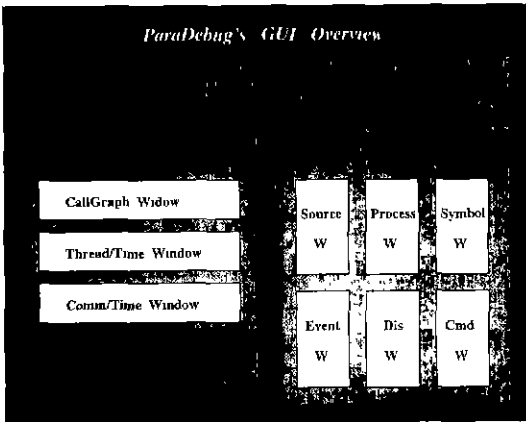 ParaDebug's GUI Overview
CallGraph Widow
Thread/Time Window
Comm/Time Window
Source
W
Process
W
Symbol
W
Event
W
Dis
W
Cmd
W